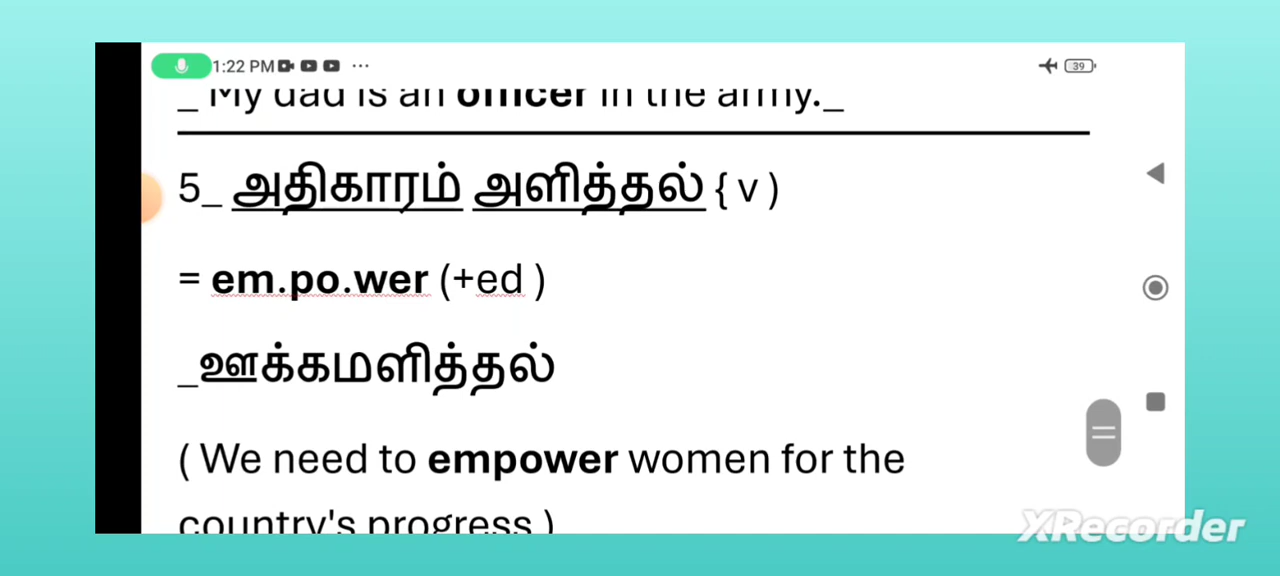 1:22 PM ... 39
_ My dad is an officer in the army._
5_ அதிகாரம் அளித்தல் { v )
= em.po.wer (+ed )
_ஊக்கமளித்தல்
( We need to empower women for the
country's progress )
XRecorder